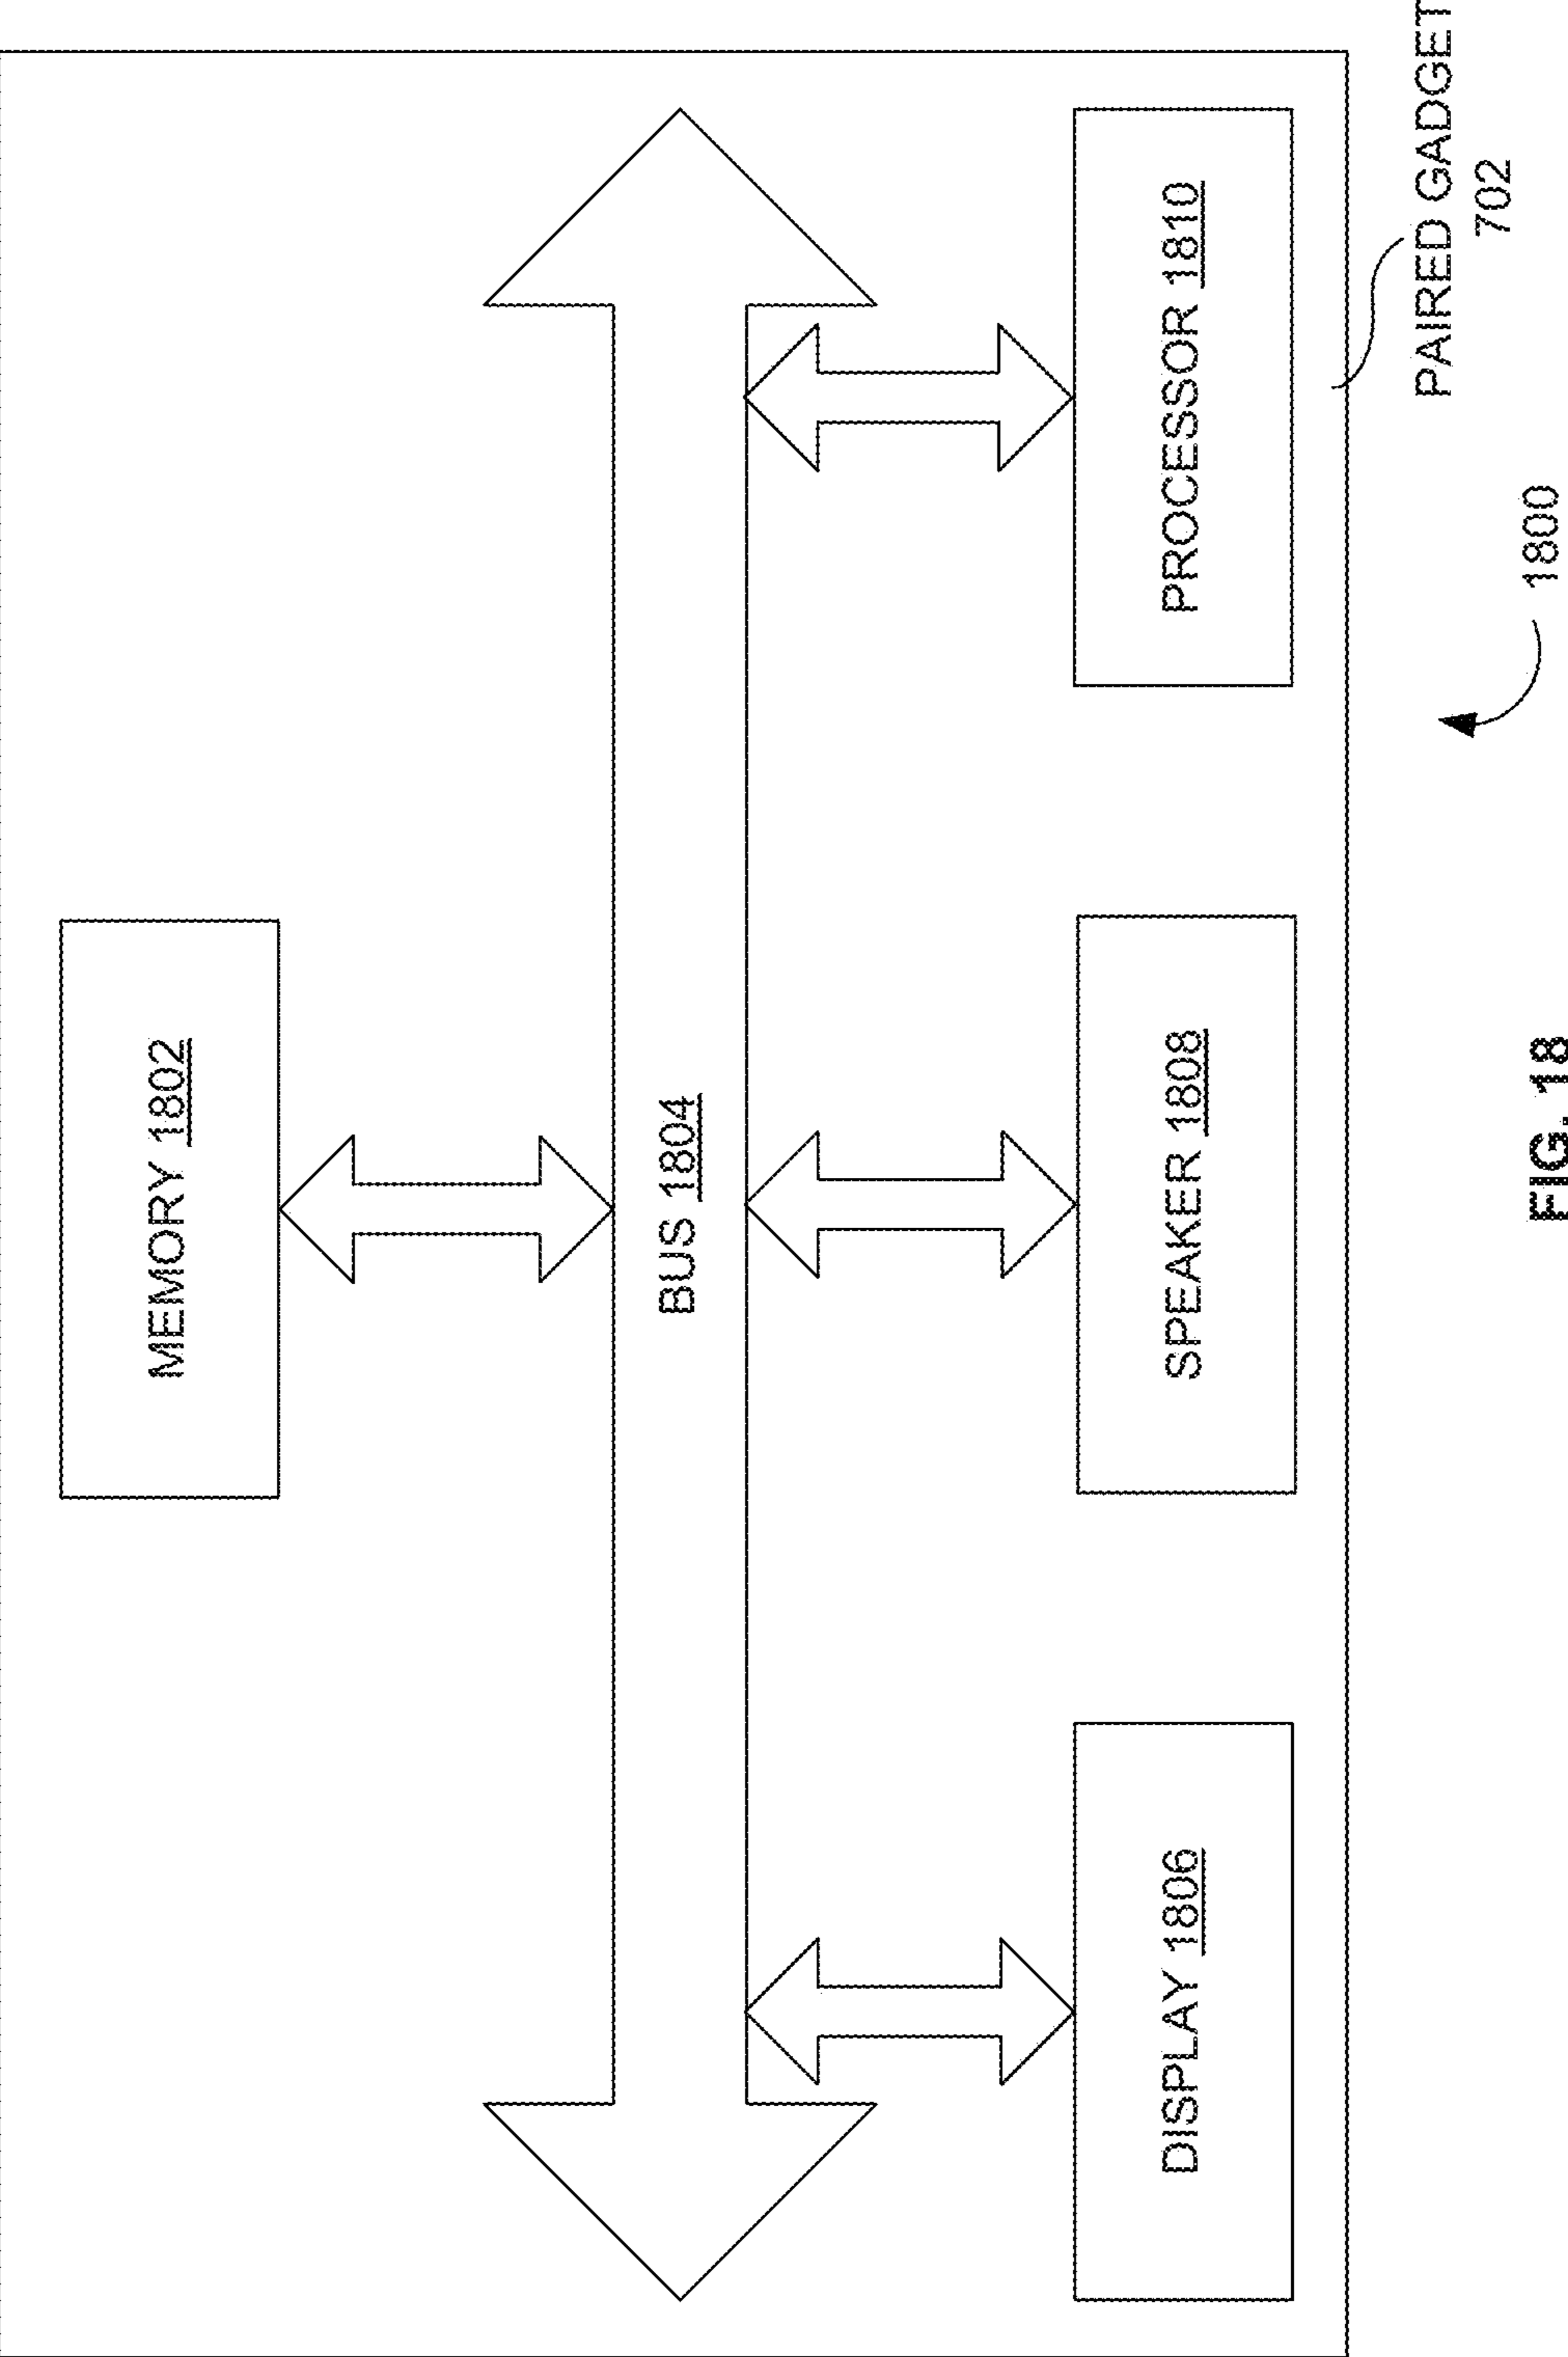 MEMORY 1802
BUS 1804
DISPLAY 1806
SPEAKER 1808
PROCESSOR 1810
PAIRED GADGET
702
1800
FIG. 18